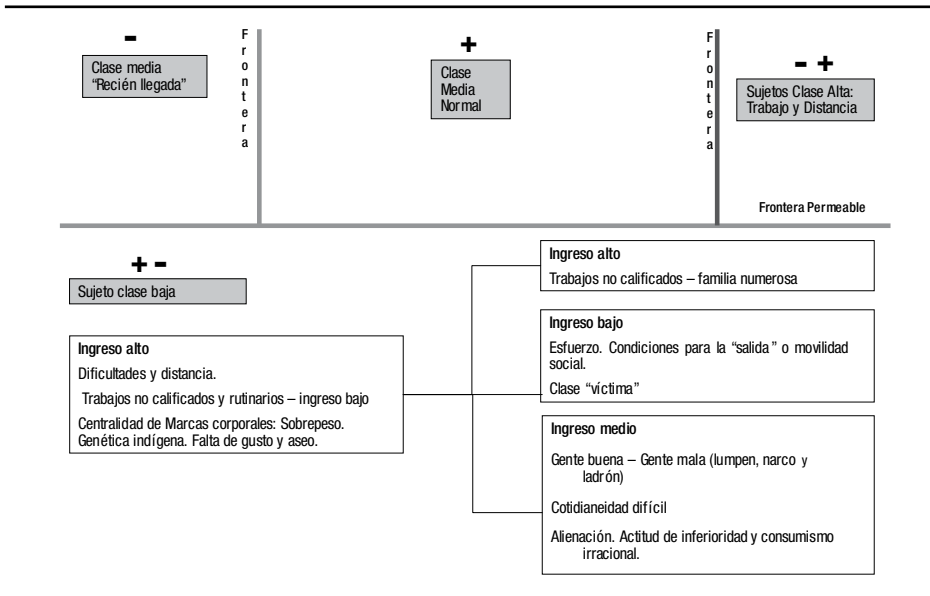 -
Clase media
“Recién llegada”
Frontera
+
Clase
Media
Normal
Frontera
- +
Sujetos Clase Alta:
Trabajo y Distancia
Frontera Permeable
+ -
Sujeto clase baja
Ingreso alto
Dificultades y distancia.
Trabajos no calificados y rutinarios – ingreso bajo
Centralidad de Marcas corporales: Sobrepeso.
Genética indígena. Falta de gusto y aseo.
Ingreso alto
Trabajos no calificados – familia numerosa
Ingreso bajo
Esfuerzo. Condiciones para la “salida” o movilidad
social.
Clase “víctima”
Ingreso medio
Gente buena – Gente mala (lumpen, narco y
ladrón)
Cotidianeidad difícil
Alienación. Actitud de inferioridad y consumismo
irracional.